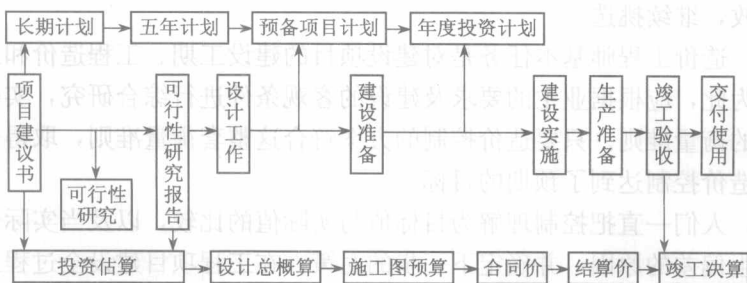 长期计划
五年计划
预备项目计划
年度投资计划
项目建议书
可行性研究
可行性研究报告
设计工作
建设准备
建设实施
生产准备
竣工验收
交付使用
投资估算
设计总概算
施工图预算
合同价
结算价
竣工决算